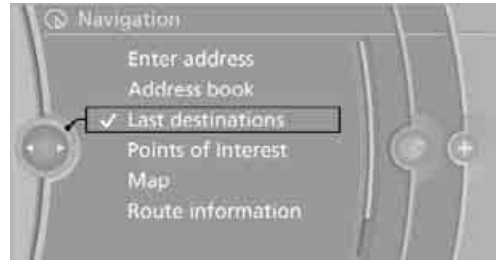 Navigation
Enter address
Address book
Last destinations
Points of Interest
Map
Route information